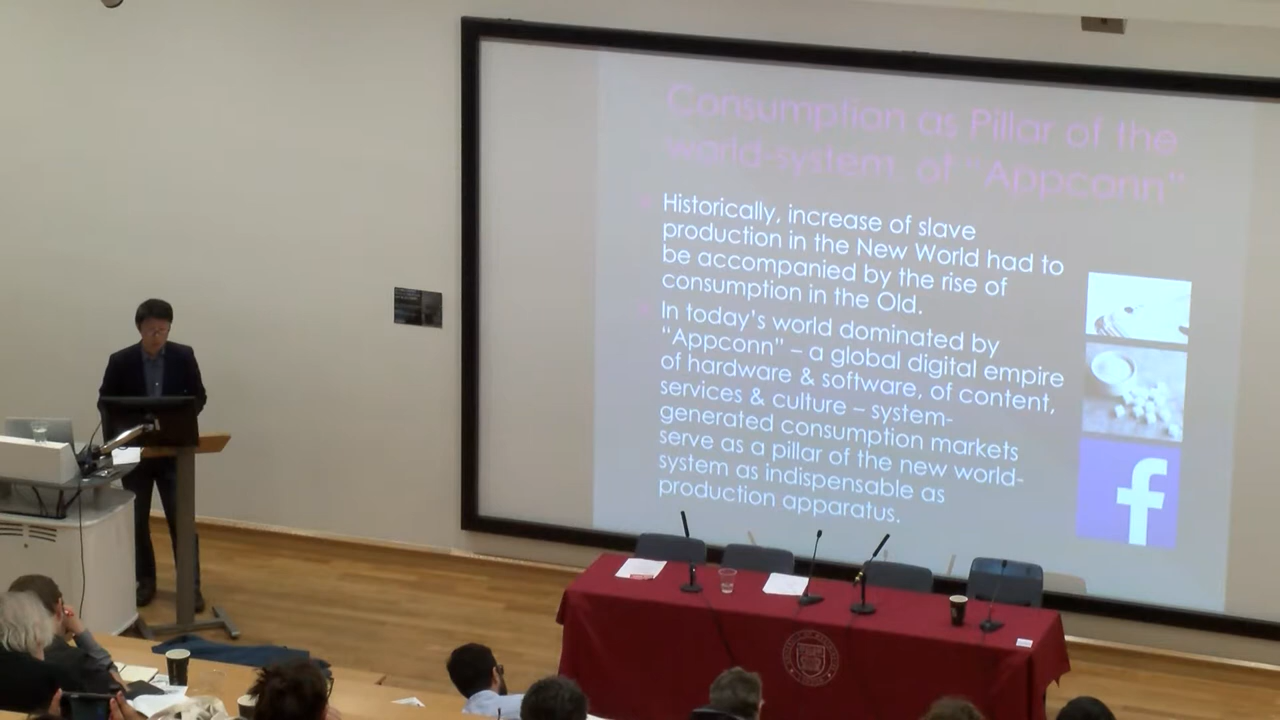 Consumption as Pillar of the
world-system of "Appconn"
Historically, increase of slave
production in the New World had to
be accompanied by the rise of
consumption in the Old.
In today's world dominated by
"Appconn" – a global digital empire
of hardware & software, of content,
services & culture – system-
generated consumption markets
serve as a pillar of the new world-
system as indispensable as
production apparatus.
f